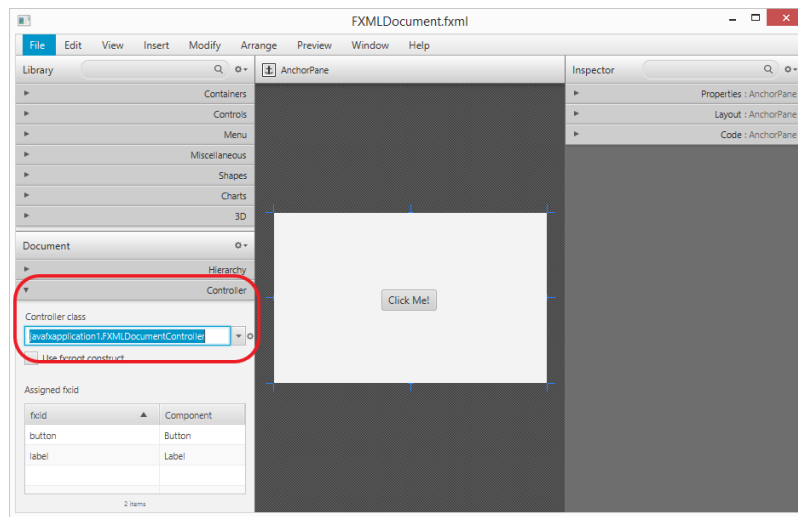 FXMLDocument.fxml
File Edit View Insert Modify Arrange Preview Window Help
Library
AnchorPane
Inspector
Containers
Controls
Menu
Miscellaneous
Shapes
Charts
3D
Properties : AnchorPane
Layout : AnchorPane
Code : AnchorPane
Document
Hierarchy
Controller
Controller class
javafxapplication1.FXMLDocumentController
Use fx:root construct
Assigned fx:id
fx:id Component
button Button
label Label
2 items
Click Me!